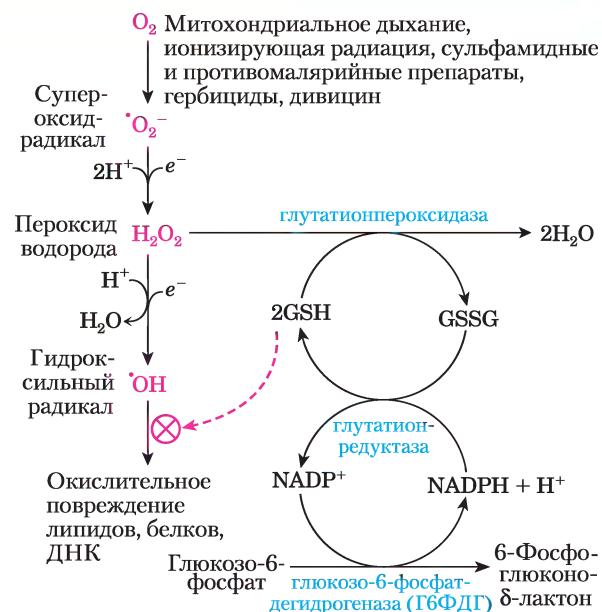 O₂ Митохондриальное дыхание,
ионизирующая радиация, сульфамидные
и противомалярийные препараты,
гербициды, дивицин
Супер-
оксид-
радикал
•O₂⁻
2H⁺ e⁻
Пероксид
водорода
H₂O₂
глутатионпероксидаза
2H₂O
H⁺ e⁻
H₂O
2GSH
GSSG
Гидрок-
сильный
радикал
•OH
глутатион-
редуктаза
Окислительное
повреждение
липидов, белков,
ДНК
NADP⁺
NADPH + H⁺
Глюкозо-6-
фосфат
глюкозо-6-фосфат-
дегидрогеназа (Г6ФДГ)
6-Фосфо-
глюконо-
δ-лактон